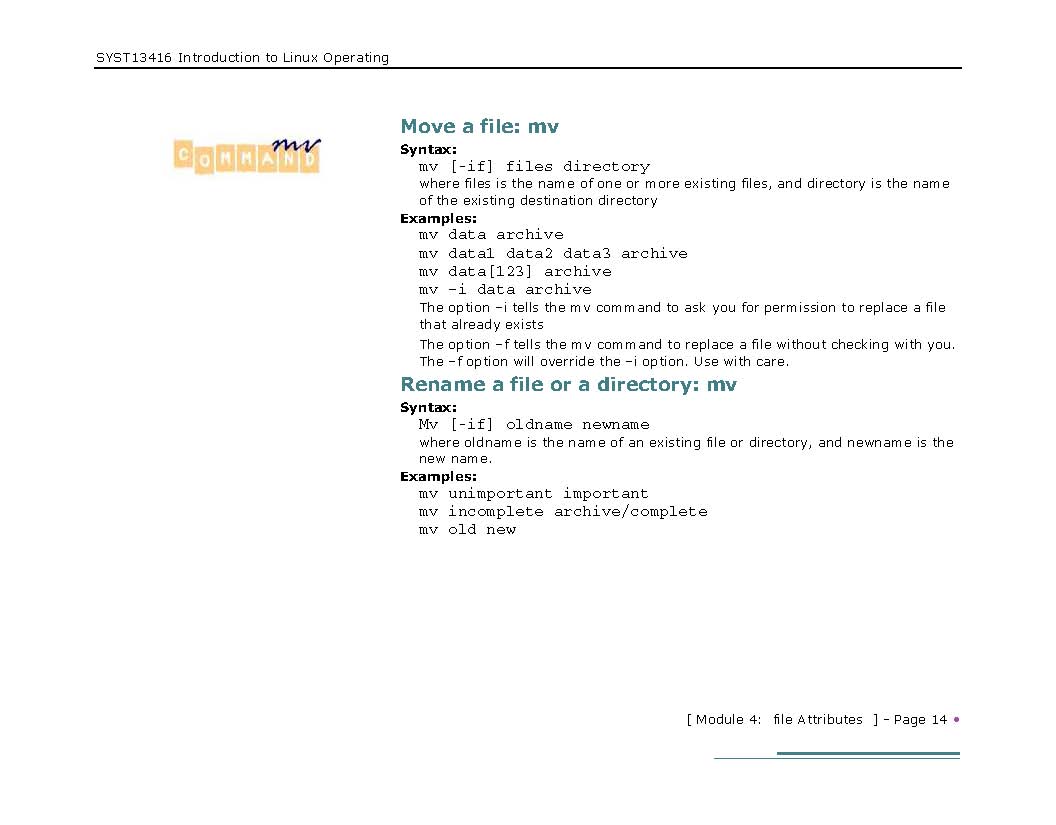 SYST13416 Introduction to Linux Operating
COMMAND mv
Move a file: mv
Syntax:
mv [-if] files directory
where files is the name of one or more existing files, and directory is the name
of the existing destination directory
Examples:
mv data archive
mv data1 data2 data3 archive
mv data[123] archive
mv –i data archive
The option –i tells the mv command to ask you for permission to replace a file
that already exists
The option –f tells the mv command to replace a file without checking with you.
The –f option will override the –i option. Use with care.
Rename a file or a directory: mv
Syntax:
Mv [-if] oldname newname
where oldname is the name of an existing file or directory, and newname is the
new name.
Examples:
mv unimportant important
mv incomplete archive/complete
mv old new
[ Module 4: file Attributes ] – Page 14 •